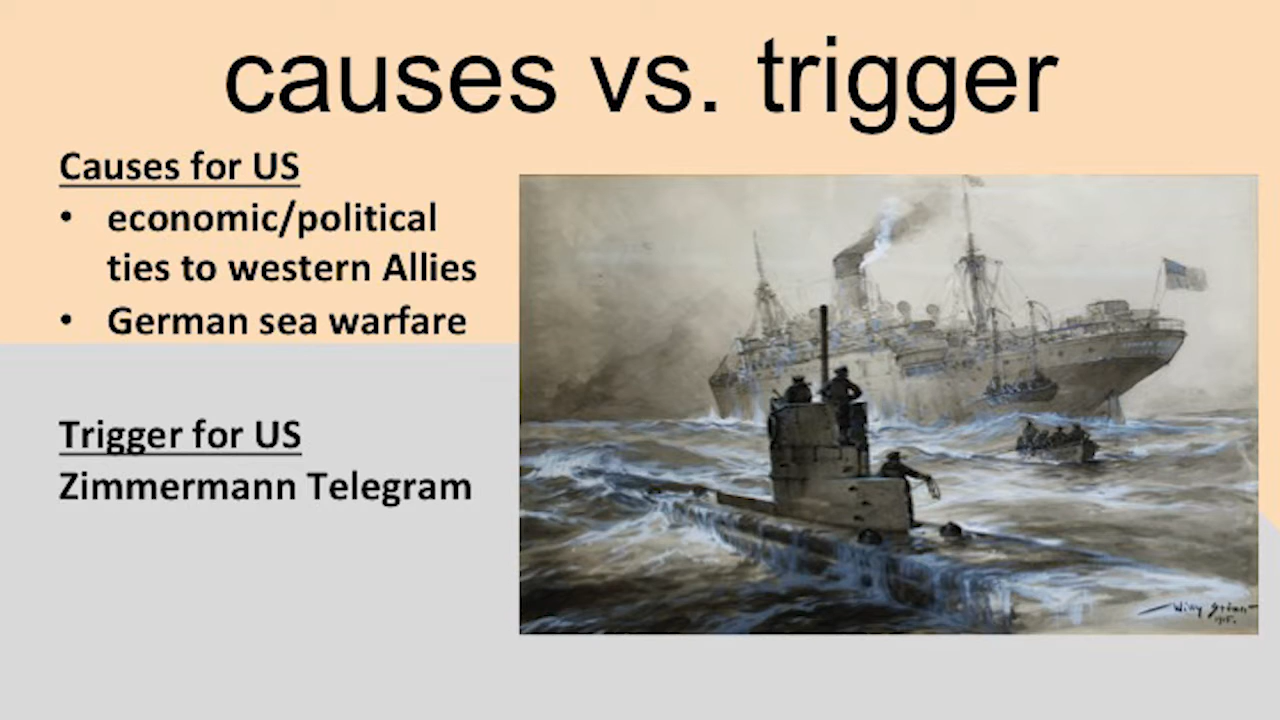 causes vs. trigger
Causes for US
• economic/political
ties to western Allies
• German sea warfare
Trigger for US
Zimmermann Telegram
Willy